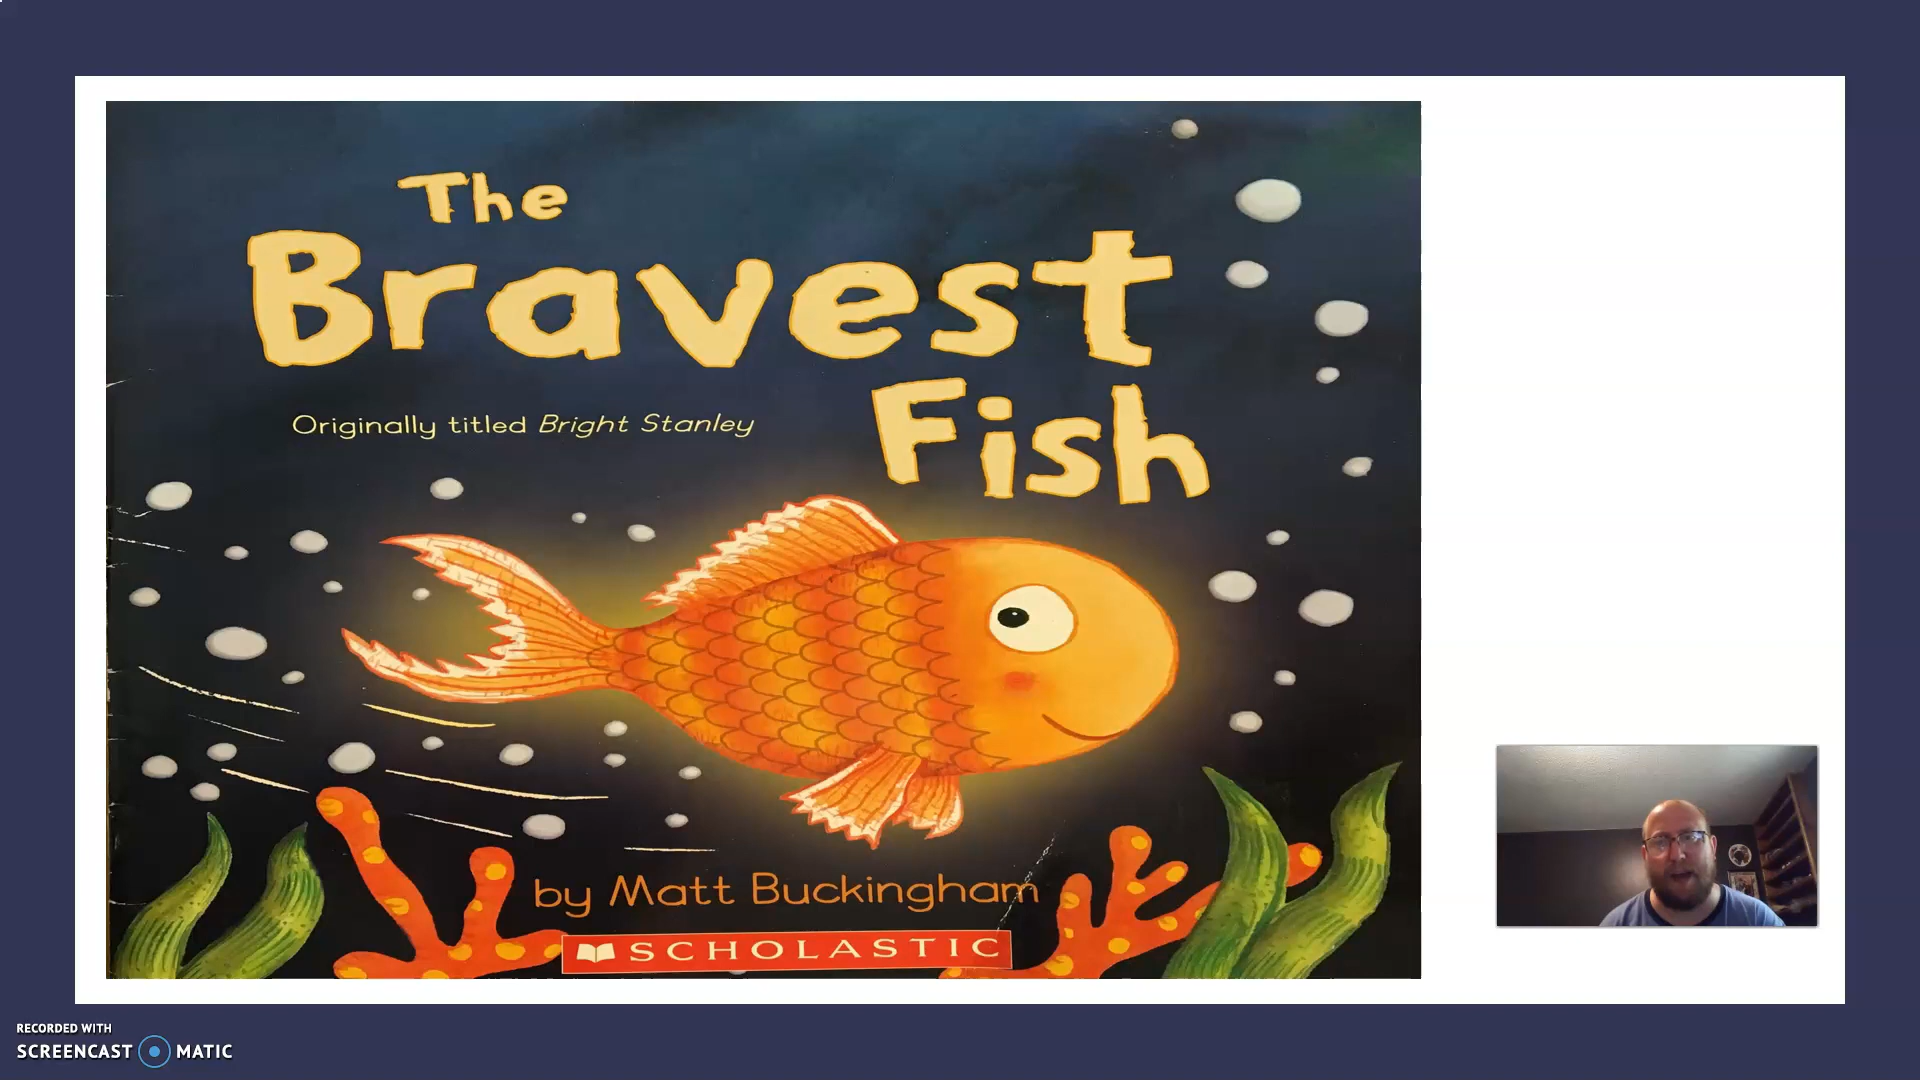 The
Bravest
Fish
Originally titled Bright Stanley
by Matt Buckingham
SCHOLASTIC
RECORDED WITH
SCREENCAST MATIC